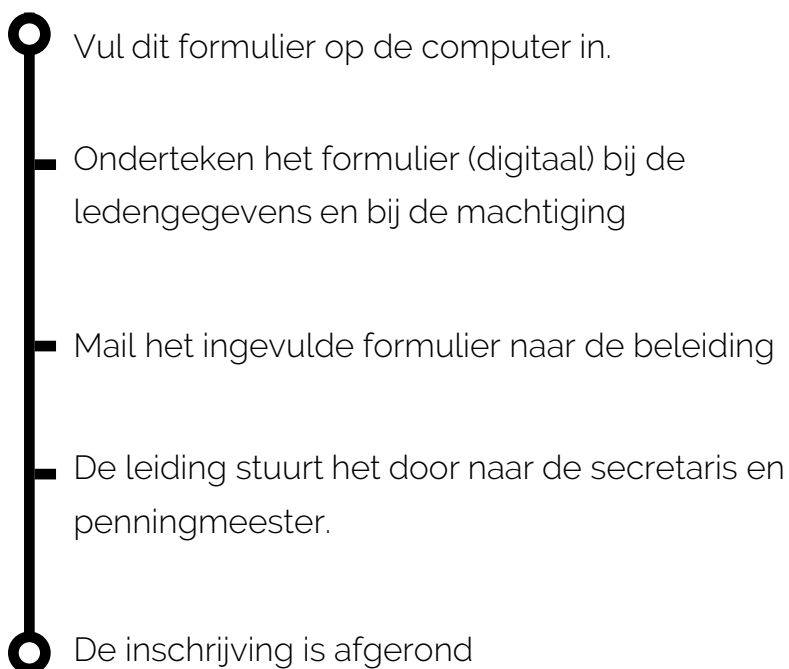 Vul dit formulier op de computer in.
Onderteken het formulier (digitaal) bij de
ledengegevens en bij de machtiging
Mail het ingevulde formulier naar de beleiding
De leiding stuurt het door naar de secretaris en
penningmeester.
De inschrijving is afgerond